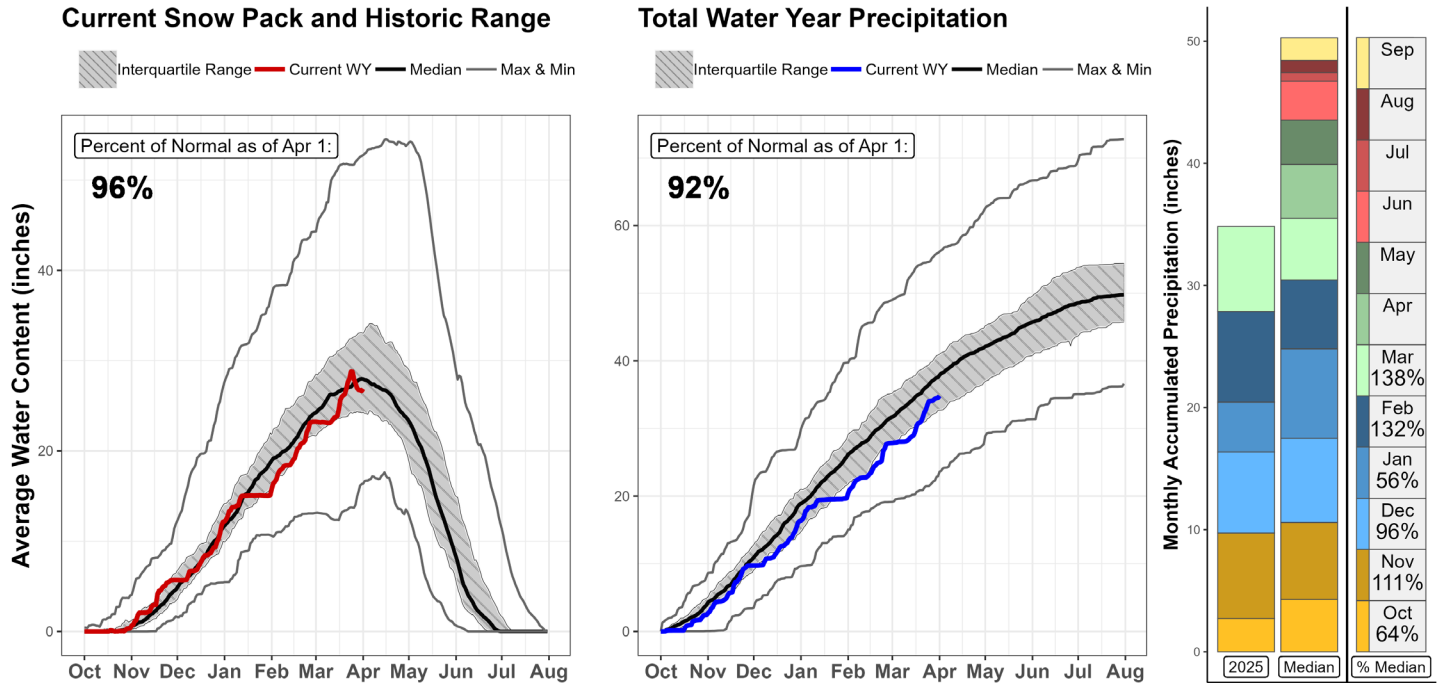 Current Snow Pack and Historic Range
Interquartile Range Current WY Median Max & Min
Percent of Normal as of Apr 1:
96%
Average Water Content (inches)
40
20
0
Oct Nov Dec Jan Feb Mar Apr May Jun Jul Aug
Total Water Year Precipitation
Interquartile Range Current WY Median Max & Min
Percent of Normal as of Apr 1:
92%
60
40
20
0
Oct Nov Dec Jan Feb Mar Apr May Jun Jul Aug
Monthly Accumulated Precipitation (inches)
50
40
30
20
10
0
2025 Median % Median
Sep
Aug
Jul
Jun
May
Apr
Mar
138%
Feb
132%
Jan
56%
Dec
96%
Nov
111%
Oct
64%